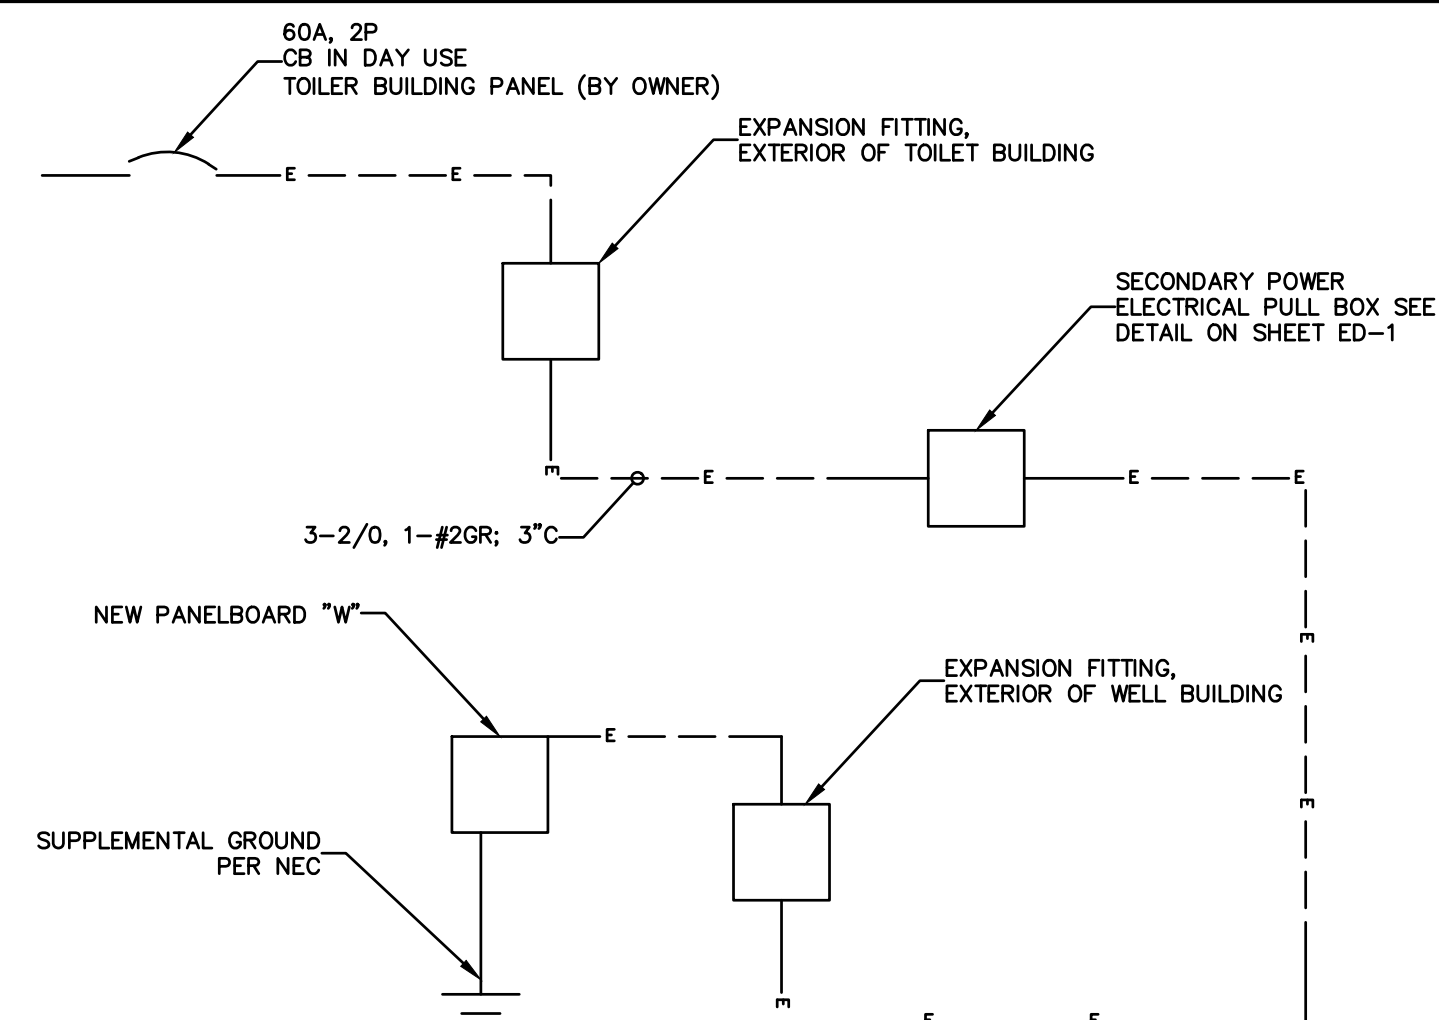 60A, 2P
CB IN DAY USE
TOILER BUILDING PANEL (BY OWNER)
EXPANSION FITTING,
EXTERIOR OF TOILET BUILDING
E E
SECONDARY POWER
ELECTRICAL PULL BOX SEE
DETAIL ON SHEET ED-1
E E E E
3-2/0, 1-#2GR; 3"C
NEW PANELBOARD "W"
E
EXPANSION FITTING,
EXTERIOR OF WELL BUILDING
E
E
SUPPLEMENTAL GROUND
PER NEC
E
E E